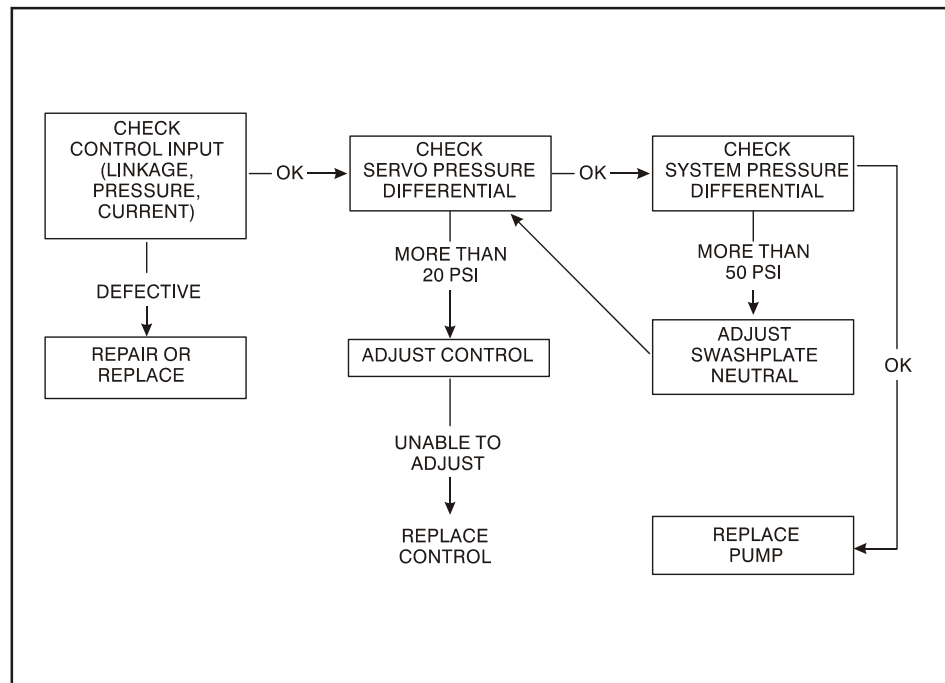 CHECK
CONTROL INPUT
(LINKAGE,
PRESSURE,
CURRENT)
OK
CHECK
SERVO PRESSURE
DIFFERENTIAL
OK
CHECK
SYSTEM PRESSURE
DIFFERENTIAL
DEFECTIVE
REPAIR OR
REPLACE
MORE THAN
20 PSI
ADJUST CONTROL
UNABLE TO
ADJUST
REPLACE
CONTROL
MORE THAN
50 PSI
ADJUST
SWASHPLATE
NEUTRAL
OK
REPLACE
PUMP